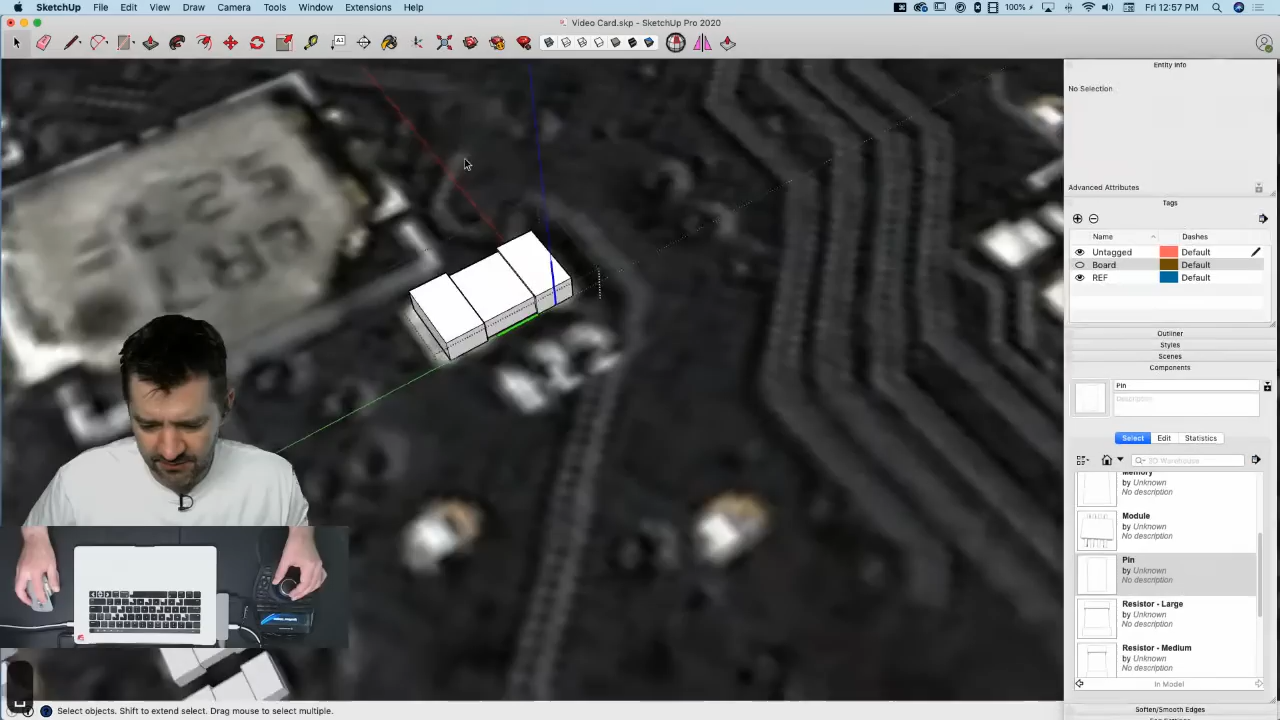 SketchUp File Edit View Draw Camera Tools Window Extensions Help
100% Fri 12:57 PM
Video Card.skp - SketchUp Pro 2020
Entity Info
No Selection
Advanced Attributes
Tags
Name Dashes
Untagged Default
Board Default
REF Default
Outliner
Styles
Scenes
Components
Pin
Description
Select Edit Statistics
3D Warehouse
Memory
by Unknown
No description
Module
by Unknown
No description
Pin
by Unknown
No description
Resistor - Large
by Unknown
No description
Resistor - Medium
by Unknown
No description
In Model
Soften/Smooth Edges
Select objects. Shift to extend select. Drag mouse to select multiple.